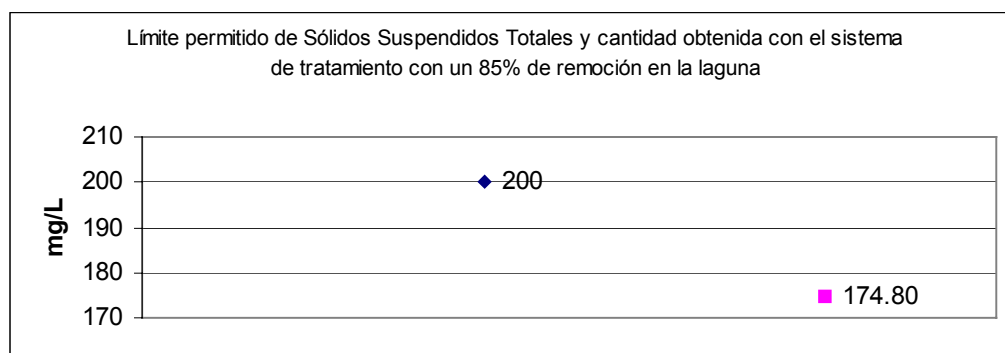 Límite permitido de Sólidos Suspendidos Totales y cantidad obtenida con el sistema
de tratamiento con un 85% de remoción en la laguna
210
200
190
180
170
mg/L
200
174.80